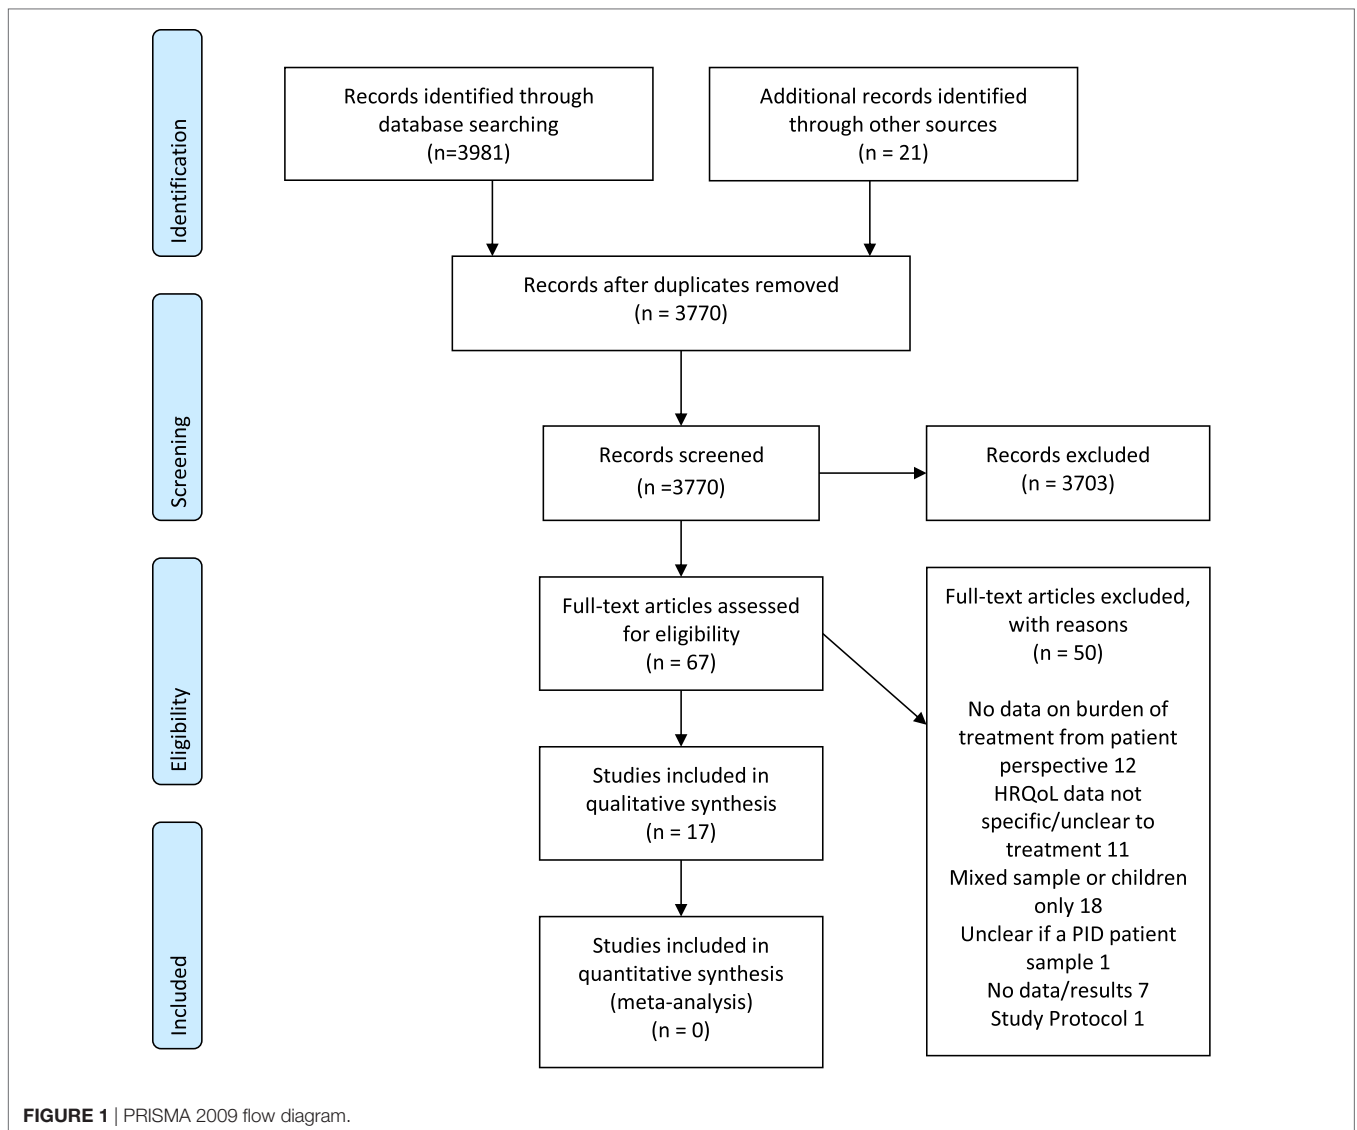 Identification
Records identified through
database searching
(n=3981)
Additional records identified
through other sources
(n = 21)
Records after duplicates removed
(n = 3770)
Screening
Records screened
(n =3770)
Records excluded
(n = 3703)
Eligibility
Full-text articles assessed
for eligibility
(n = 67)
Full-text articles excluded,
with reasons
(n = 50)
No data on burden of
treatment from patient
perspective 12
HRQoL data not
specific/unclear to
treatment 11
Mixed sample or children
only 18
Unclear if a PID patient
sample 1
No data/results 7
Study Protocol 1
Studies included in
qualitative synthesis
(n = 17)
Included
Studies included in
quantitative synthesis
(meta-analysis)
(n = 0)
FIGURE 1 | PRISMA 2009 flow diagram.